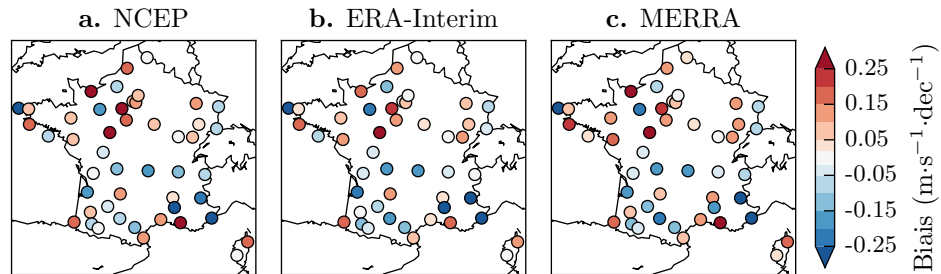 a. NCEP
b. ERA-Interim
c. MERRA
0.25
0.15
0.05
-0.05
-0.15
-0.25
Biais (m·s⁻¹·dec⁻¹)